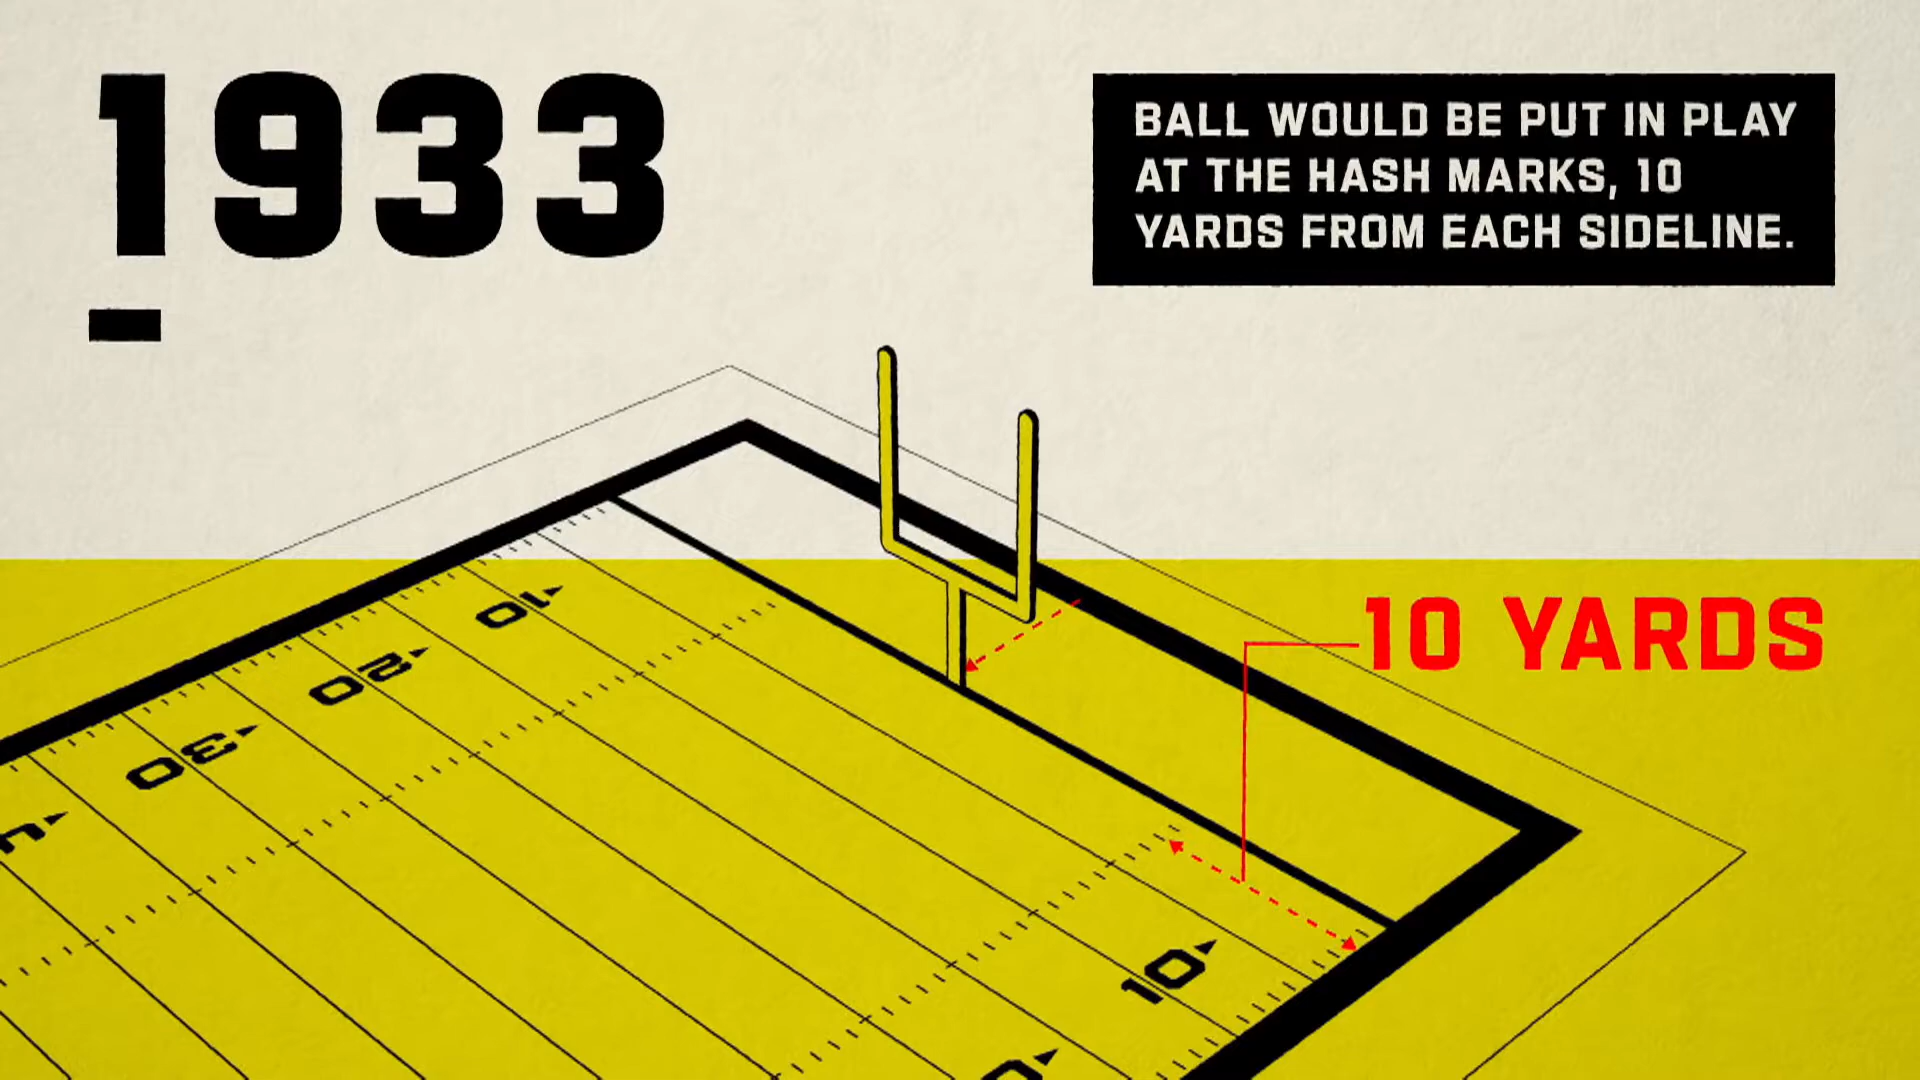 1933
BALL WOULD BE PUT IN PLAY
AT THE HASH MARKS, 10
YARDS FROM EACH SIDELINE.
10 YARDS
10
20
30
10